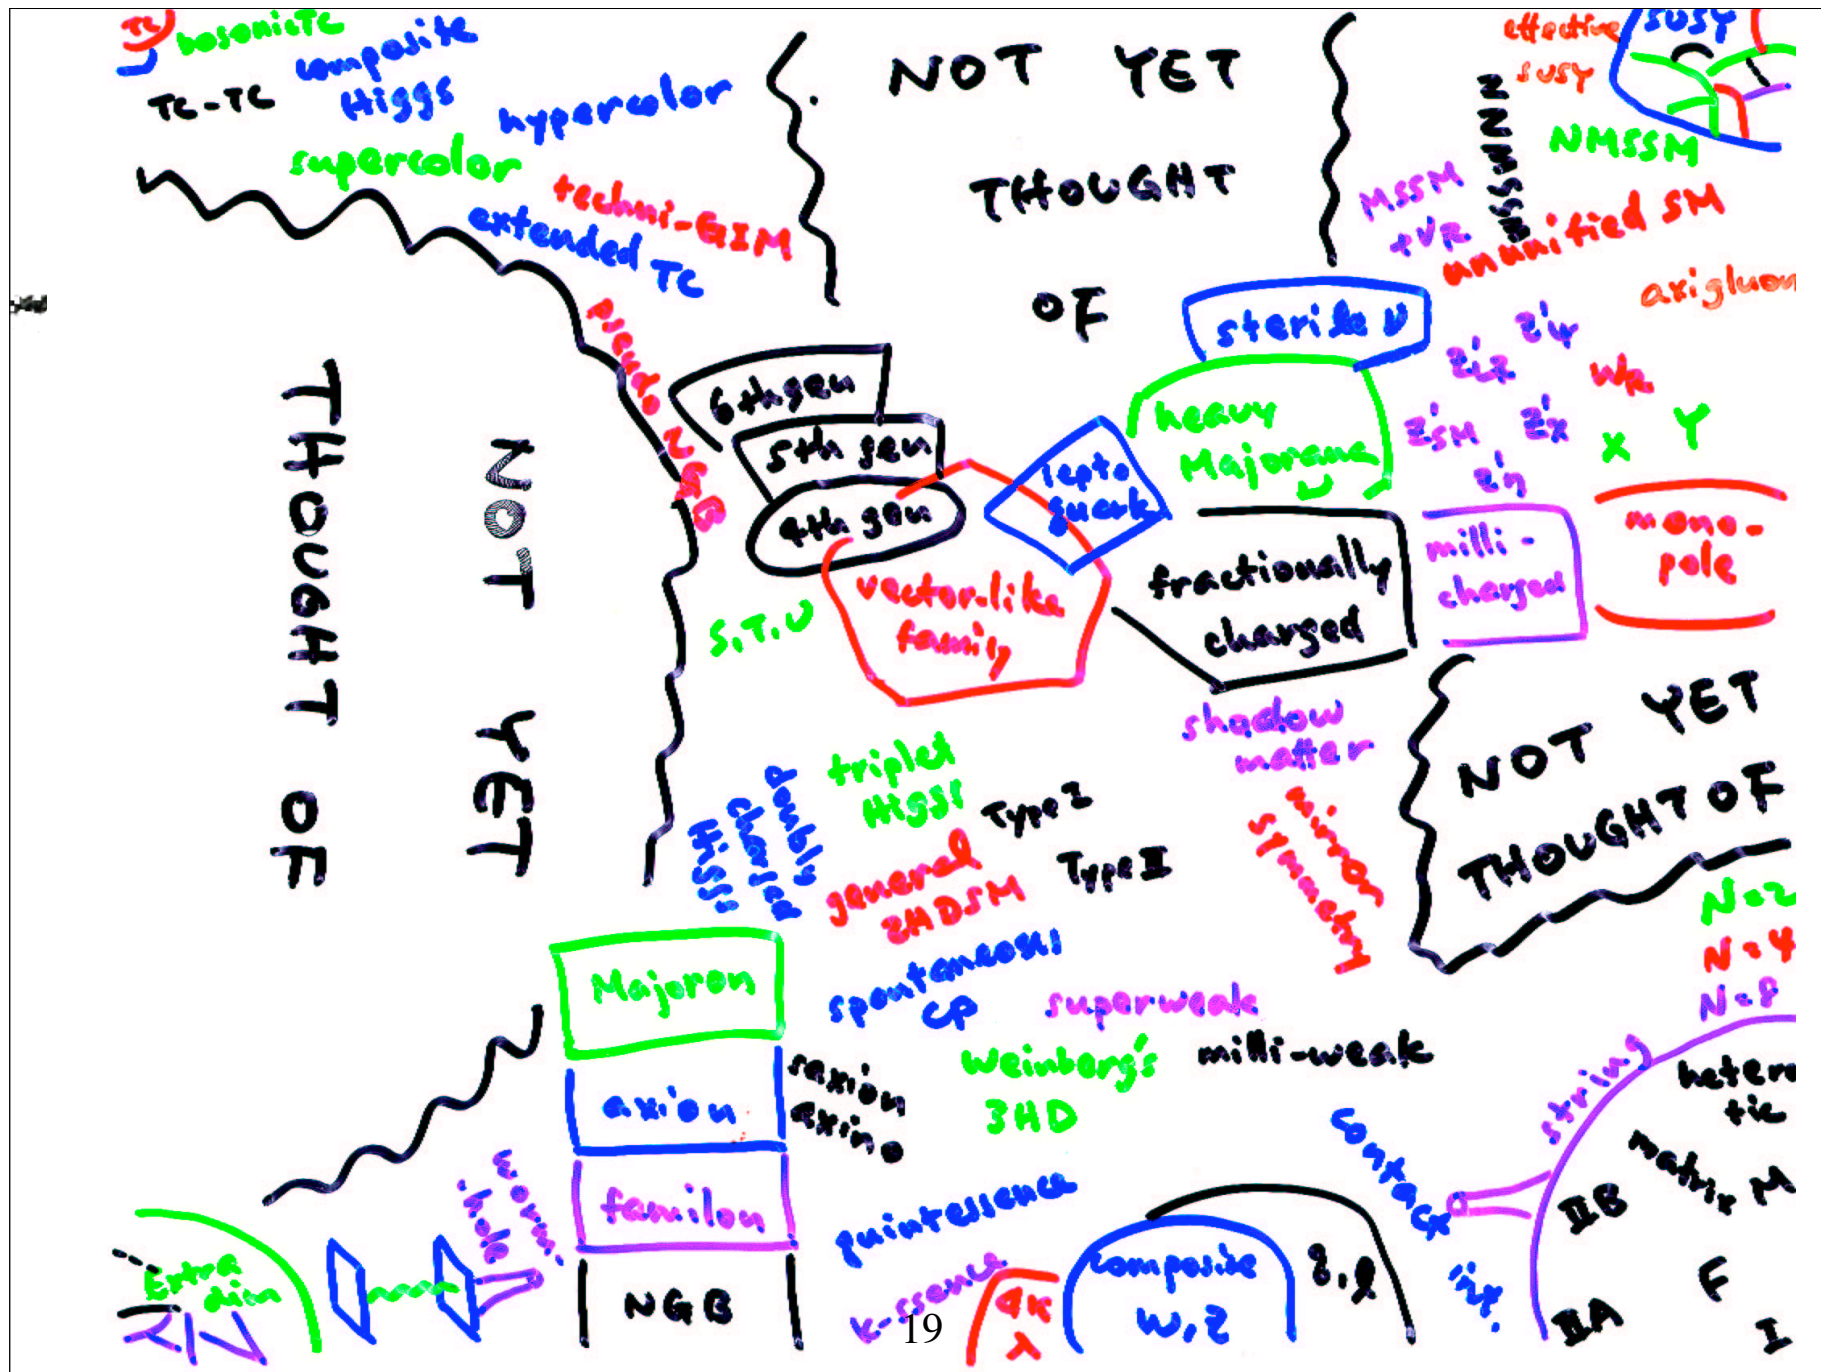 TC
bosonicTC
TC-TC
composite
Higgs
hypercolor
supercolor
techni-GIM
extended TC
pseudo NGB
NOT YET
THOUGHT
OF
effective
SUSY
SUSY
NMSSM
NNMSSM
MSSM
+νR
ununified SM
axigluon
sterile ν
heavy
Majorana
ν
Z'LR
Z'ψ
WR
Z'SM
Z'χ
X Y
Z'η
6th gen
5th gen
4th gen
lepto
quark
vector-like
family
fractionally
charged
milli-
charged
mono-
pole
S.T.U
NOT YET
THOUGHT OF
shadow
matter
mirror
symmetry
NOT YET
THOUGHT OF
triplet
Higgs
doubly
charged
Higgs
Type I
Type II
general
2HDSM
spontaneous
CP
superweak
milli-weak
Weinberg's
3HD
Majoron
axion
saxion
axino
familon
NGB
N=2
N=4
N=8
string
hetero
tic
matrix M
IIB
F
IIA
I
contact
int.
worm
hole
Extra
dim
quintessence
k-ssence
composite
W,Z
q,l
λ
19